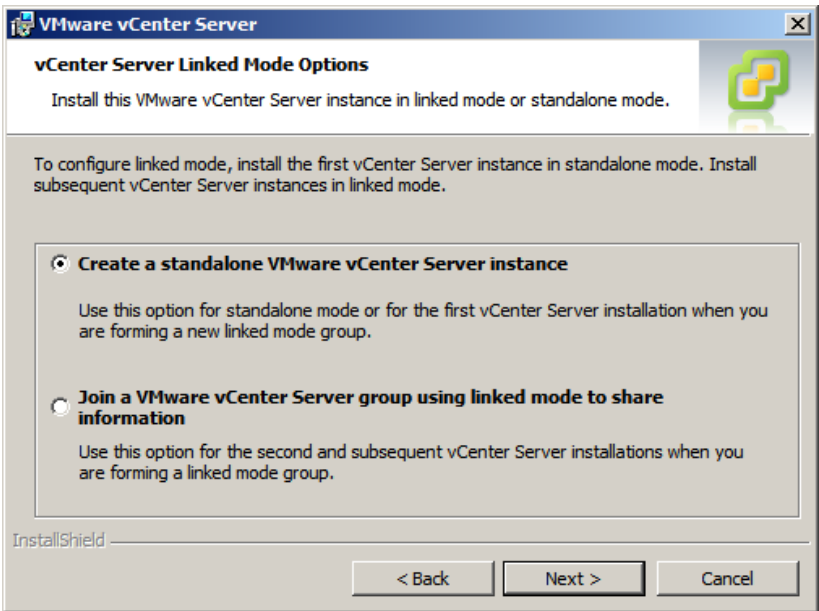 VMware vCenter Server
vCenter Server Linked Mode Options
Install this VMware vCenter Server instance in linked mode or standalone mode.
To configure linked mode, install the first vCenter Server instance in standalone mode. Install
subsequent vCenter Server instances in linked mode.
Create a standalone VMware vCenter Server instance
Use this option for standalone mode or for the first vCenter Server installation when you
are forming a new linked mode group.
Join a VMware vCenter Server group using linked mode to share
information
Use this option for the second and subsequent vCenter Server installations when you
are forming a linked mode group.
InstallShield
< Back
Next >
Cancel